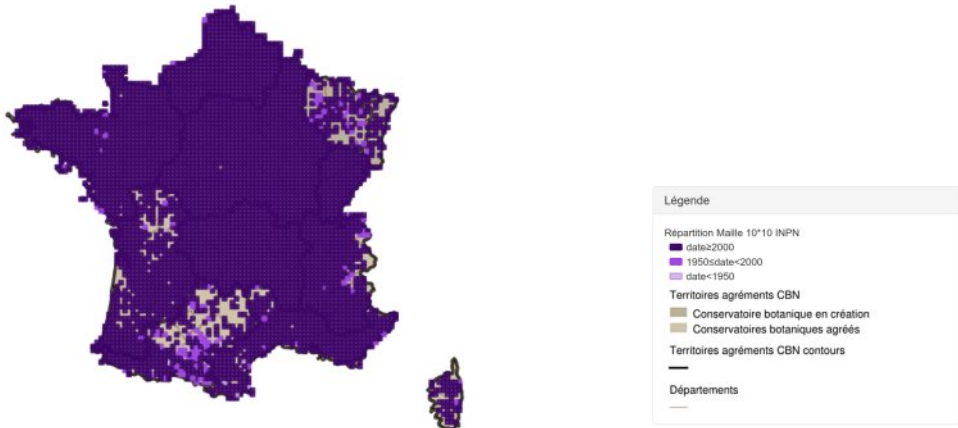 Légende
Répartition Maille 10*10 INPN
date≥2000
1950≤date<2000
date<1950
Territoires agréments CBN
Conservatoire botanique en création
Conservatoires botaniques agréés
Territoires agréments CBN contours
Départements